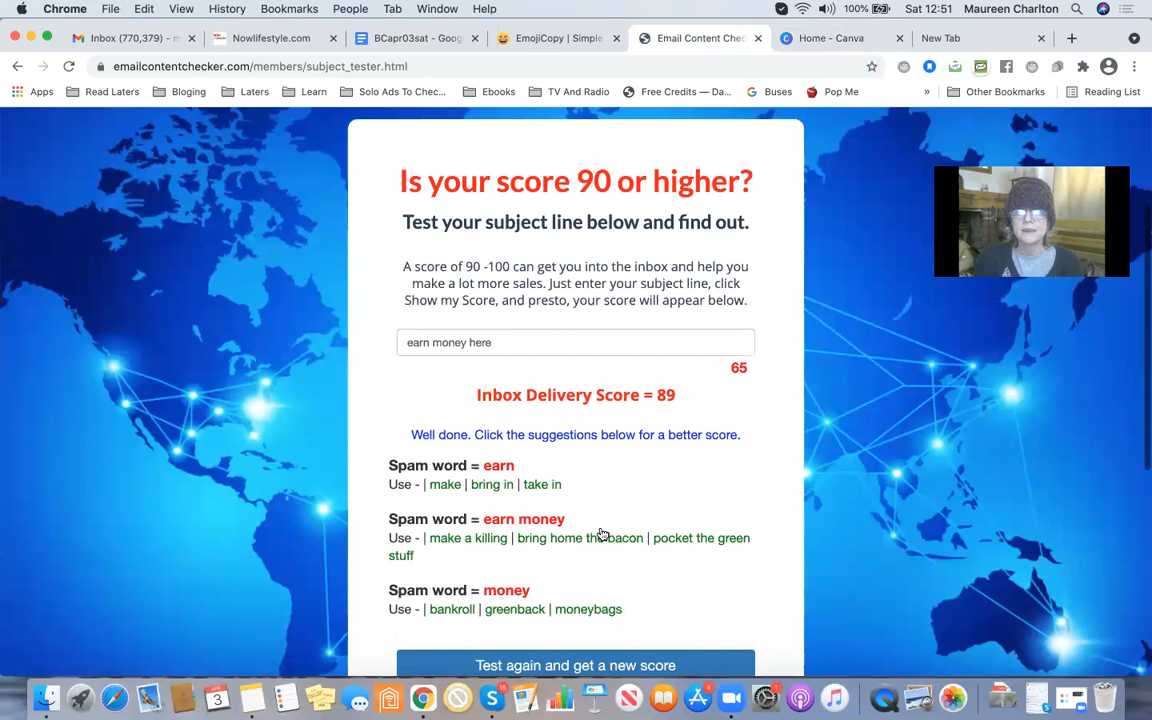 Chrome File Edit View History Bookmarks People Tab Window Help 100% Sat 12:51 Maureen Charlton
Inbox (770,379) - m Nowlifestyle.com BCapr03sat - Goog EmojiCopy | Simple Email Content Chec Home - Canva New Tab
emailcontentchecker.com/members/subject_tester.html
Apps Read Laters Bloging Laters Learn Solo Ads To Chec... Ebooks TV And Radio Free Credits — Da... Buses Pop Me » Other Bookmarks Reading List
Is your score 90 or higher?
Test your subject line below and find out.
A score of 90 -100 can get you into the inbox and help you
make a lot more sales. Just enter your subject line, click
Show my Score, and presto, your score will appear below.
earn money here
65
Inbox Delivery Score = 89
Well done. Click the suggestions below for a better score.
Spam word = earn
Use - | make | bring in | take in
Spam word = earn money
Use - | make a killing | bring home the bacon | pocket the green
stuff
Spam word = money
Use - | bankroll | greenback | moneybags
Test again and get a new score